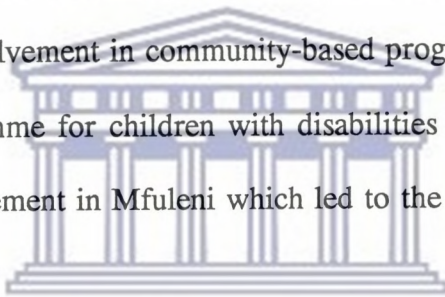 lvement in community-based prog
me for children with disabilities
ement in Mfuleni which led to the